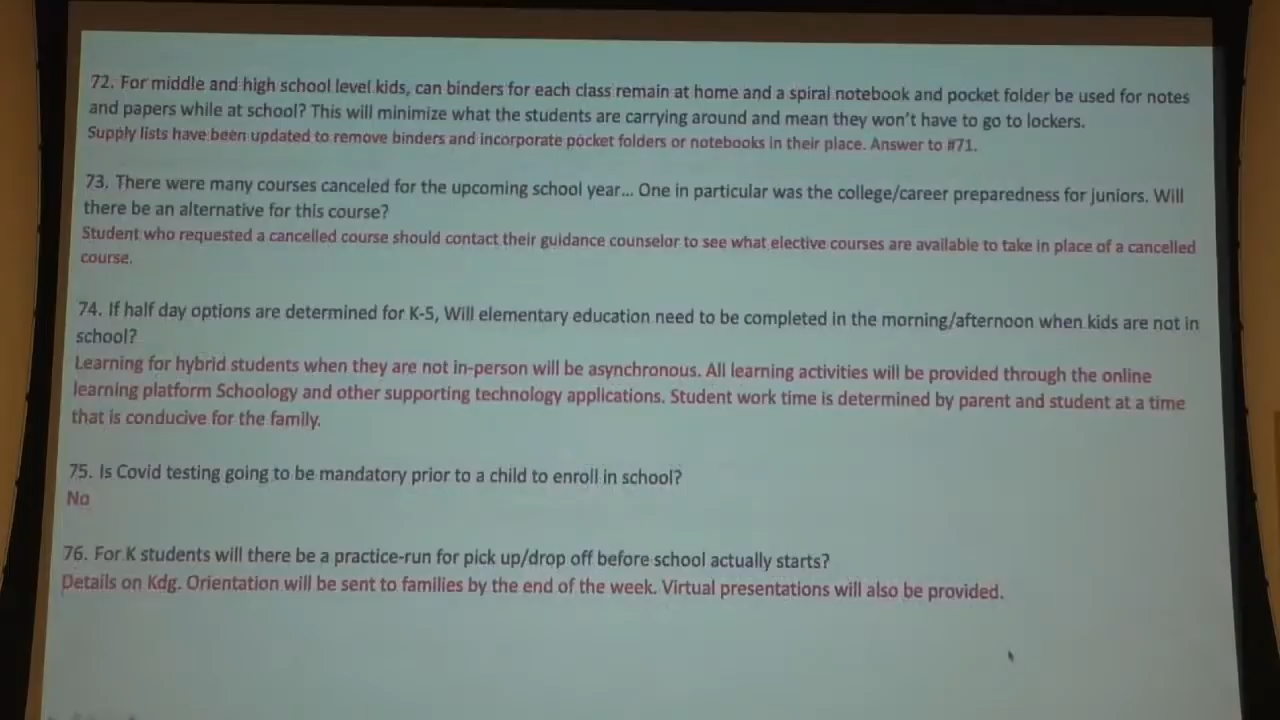 72. For middle and high school level kids, can binders for each class remain at home and a spiral notebook and pocket folder be used for notes
and papers while at school? This will minimize what the students are carrying around and mean they won't have to go to lockers.
Supply lists have been updated to remove binders and incorporate pocket folders or notebooks in their place. Answer to #71.
73. There were many courses canceled for the upcoming school year... One in particular was the college/career preparedness for juniors. Will
there be an alternative for this course?
Student who requested a cancelled course should contact their guidance counselor to see what elective courses are available to take in place of a cancelled
course.
74. If half day options are determined for K-5, Will elementary education need to be completed in the morning/afternoon when kids are not in
school?
Learning for hybrid students when they are not in-person will be asynchronous. All learning activities will be provided through the online
learning platform Schoology and other supporting technology applications. Student work time is determined by parent and student at a time
that is conducive for the family.
75. Is Covid testing going to be mandatory prior to a child to enroll in school?
No
76. For K students will there be a practice-run for pick up/drop off before school actually starts?
Details on Kdg. Orientation will be sent to families by the end of the week. Virtual presentations will also be provided.